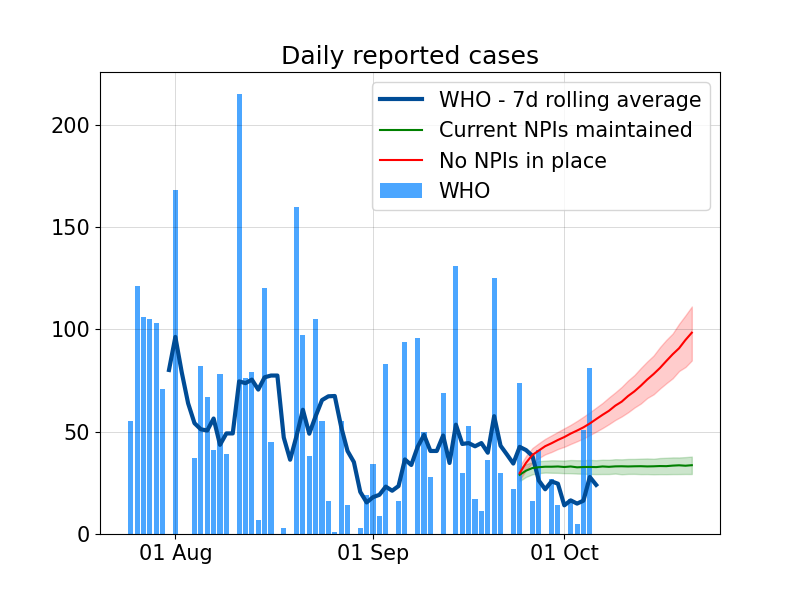 Daily reported cases
WHO - 7d rolling average
Current NPIs maintained
No NPIs in place
WHO
200
150
100
50
0
01 Aug
01 Sep
01 Oct